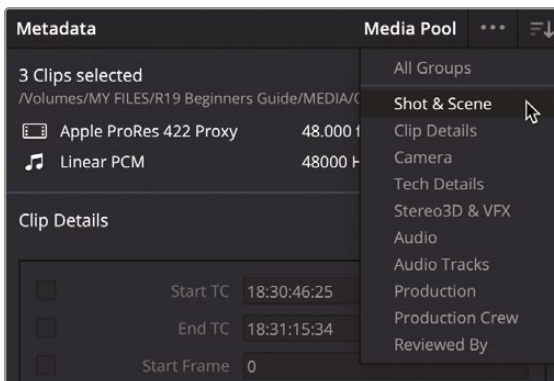 Metadata
Media Pool
3 Clips selected
/Volumes/MY FILES/R19 Beginners Guide/MEDIA/
Apple ProRes 422 Proxy
48.000
Linear PCM
48000
Clip Details
Start TC 18:30:46:25
End TC 18:31:15:34
Start Frame 0
All Groups
Shot & Scene
Clip Details
Camera
Tech Details
Stereo3D & VFX
Audio
Audio Tracks
Production
Production Crew
Reviewed By